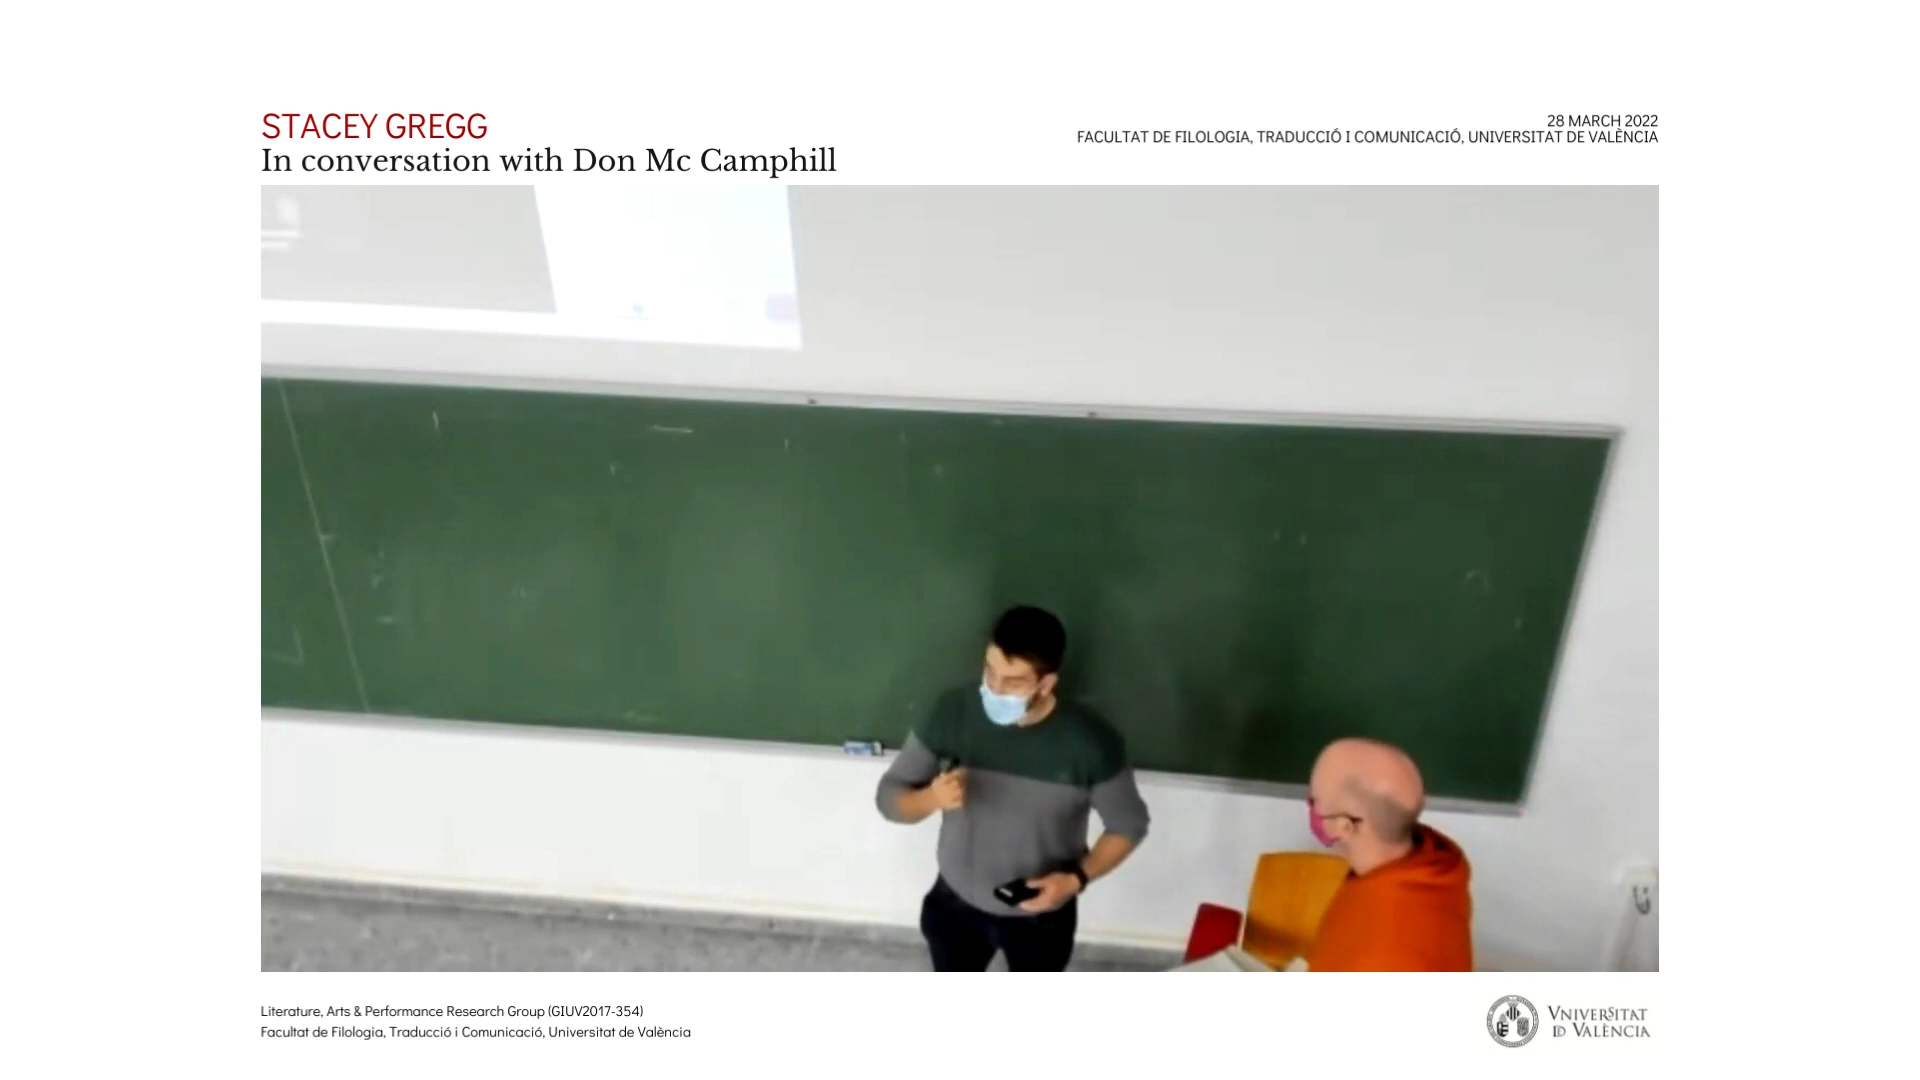 STACEY GREGG
In conversation with Don Mc Camphill
28 MARCH 2022
FACULTAT DE FILOLOGIA, TRADUCCIÓ I COMUNICACIÓ, UNIVERSITAT DE VALÈNCIA
Literature, Arts & Performance Research Group (GIUV2017-354)
Facultat de Filologia, Traducció i Comunicació, Universitat de València
VNIVERSITAT
ID VALÈNCIA